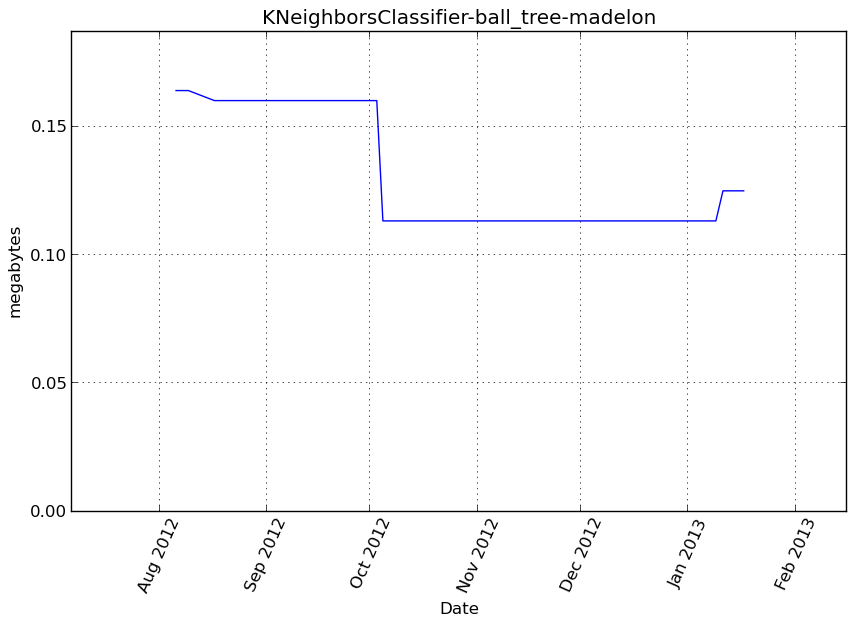 KNeighborsClassifier-ball_tree-madelon
megabytes
0.15
0.10
0.05
0.00
Aug 2012
Sep 2012
Oct 2012
Nov 2012
Dec 2012
Jan 2013
Feb 2013
Date